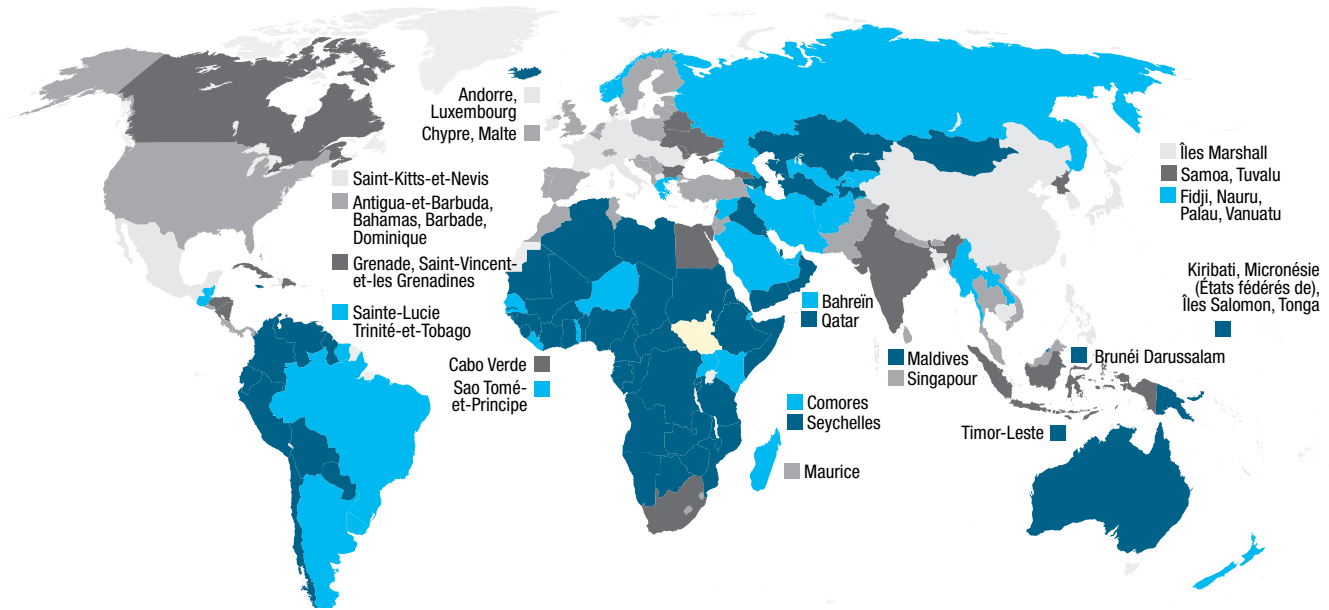 Andorre,
Luxembourg
Chypre, Malte
Saint-Kitts-et-Nevis
Antigua-et-Barbuda,
Bahamas, Barbade,
Dominique
Grenade, Saint-Vincent-
et-les Grenadines
Sainte-Lucie
Trinité-et-Tobago
Cabo Verde
Sao Tomé-
et-Principe
Bahreïn
Qatar
Comores
Seychelles
Maurice
Maldives
Singapour
Brunéi Darussalam
Timor-Leste
Îles Marshall
Samoa, Tuvalu
Fidji, Nauru,
Palau, Vanuatu
Kiribati, Micronésie
(États fédérés de),
Îles Salomon, Tonga